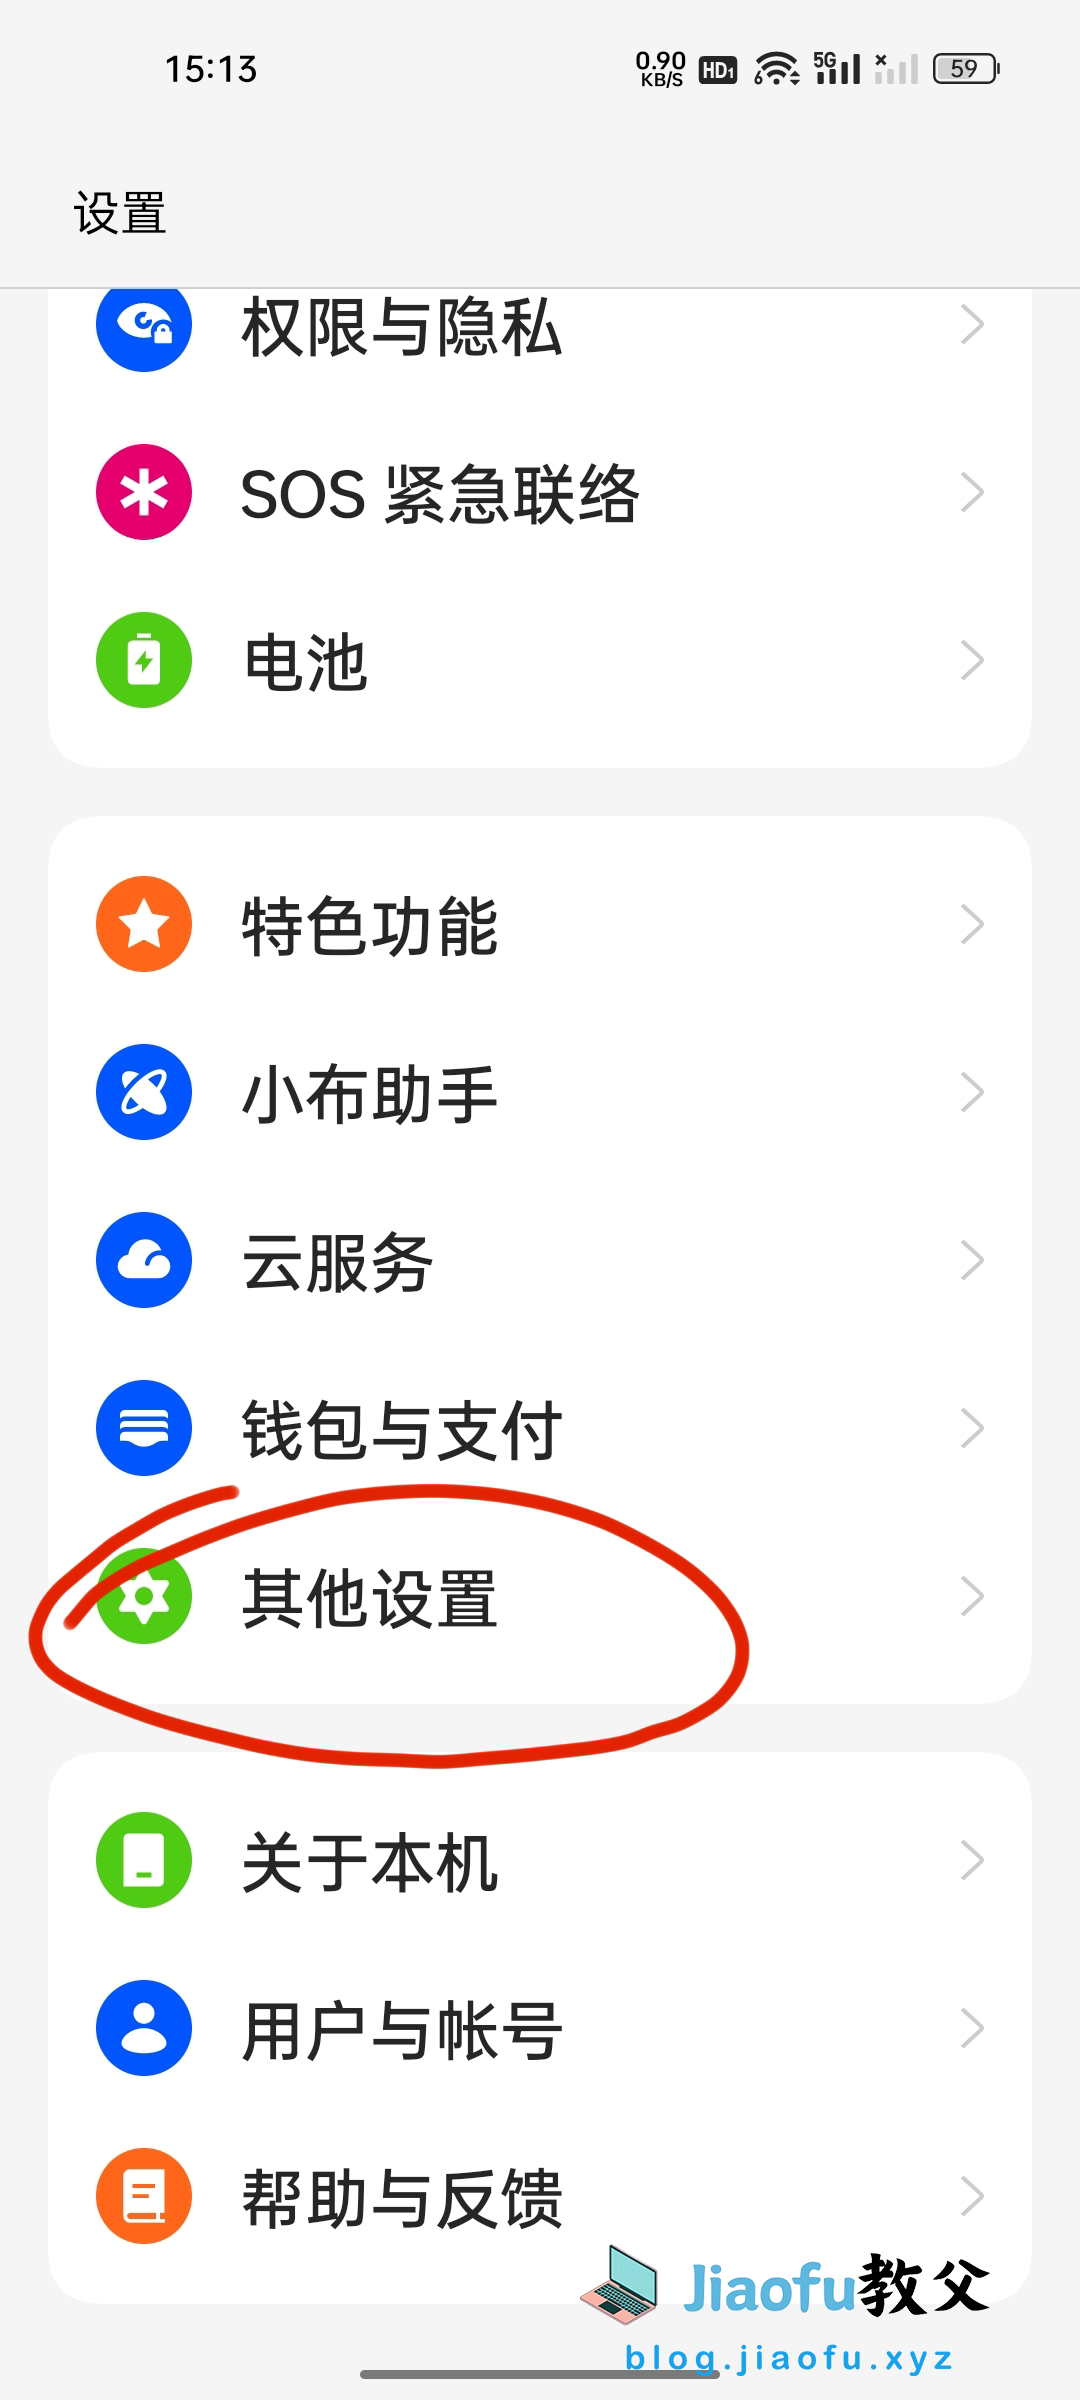 15:13
0.90
KB/S
HD1
6
5G
59
设置
权限与隐私
SOS 紧急联络
电池
特色功能
小布助手
云服务
钱包与支付
其他设置
关于本机
用户与帐号
帮助与反馈
Jiaofu教父
blog.jiaofu.xyz